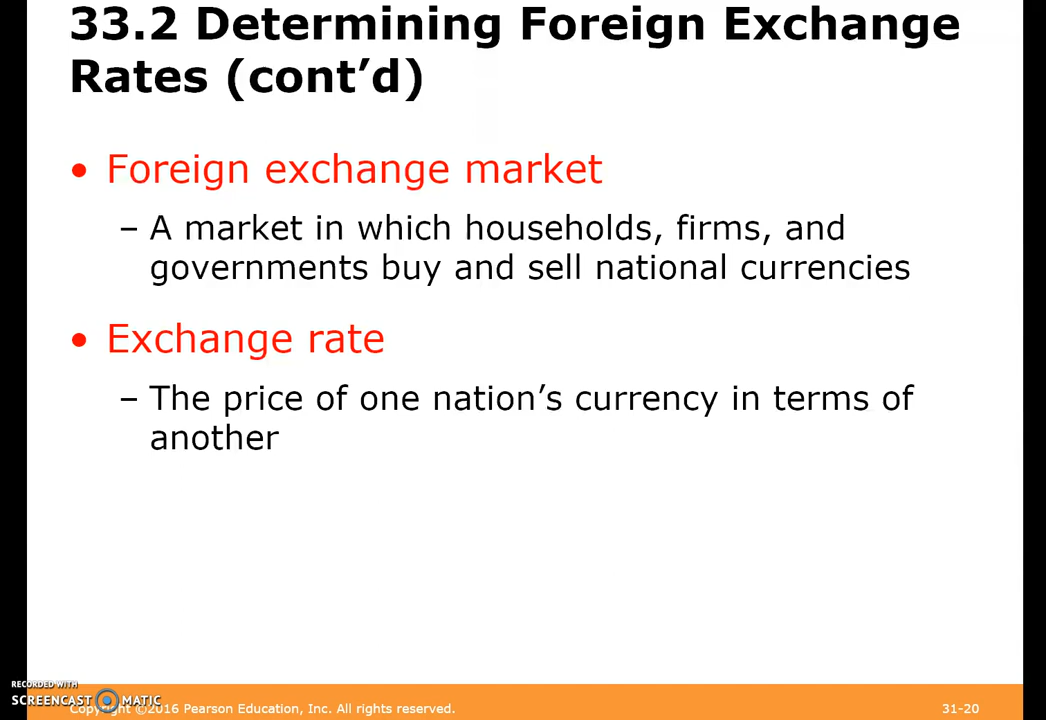 33.2 Determining Foreign Exchange
Rates (cont’d)
• Foreign exchange market
– A market in which households, firms, and
governments buy and sell national currencies
• Exchange rate
– The price of one nation’s currency in terms of
another
RECORDED WITH
SCREENCAST MATIC
Copyright ©2016 Pearson Education, Inc. All rights reserved.
31-20